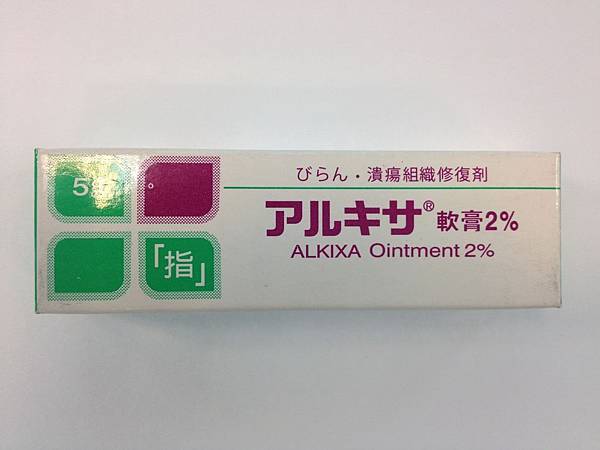 びらん・潰瘍組織修復剤
アルキサ® 軟膏2%
ALKIXA Ointment 2%
5
「指」